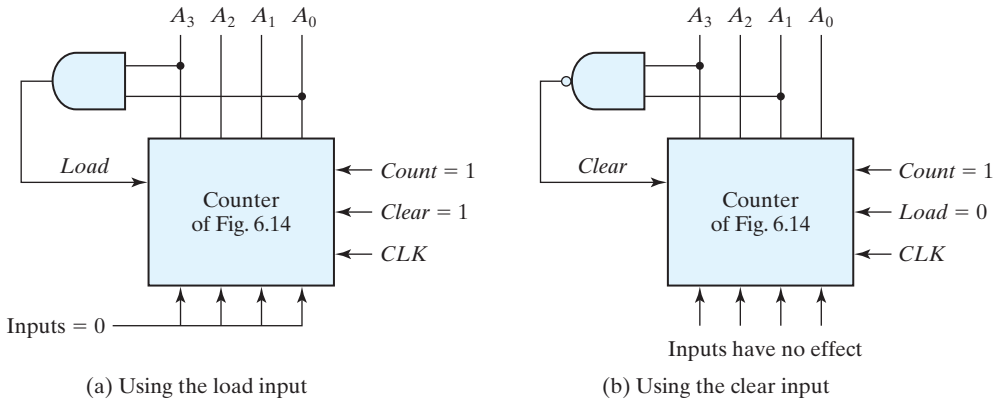 A3 A2 A1 A0
Load
Counter
of Fig. 6.14
Count = 1
Clear = 1
CLK
Inputs = 0
(a) Using the load input
A3 A2 A1 A0
Clear
Counter
of Fig. 6.14
Count = 1
Load = 0
CLK
Inputs have no effect
(b) Using the clear input